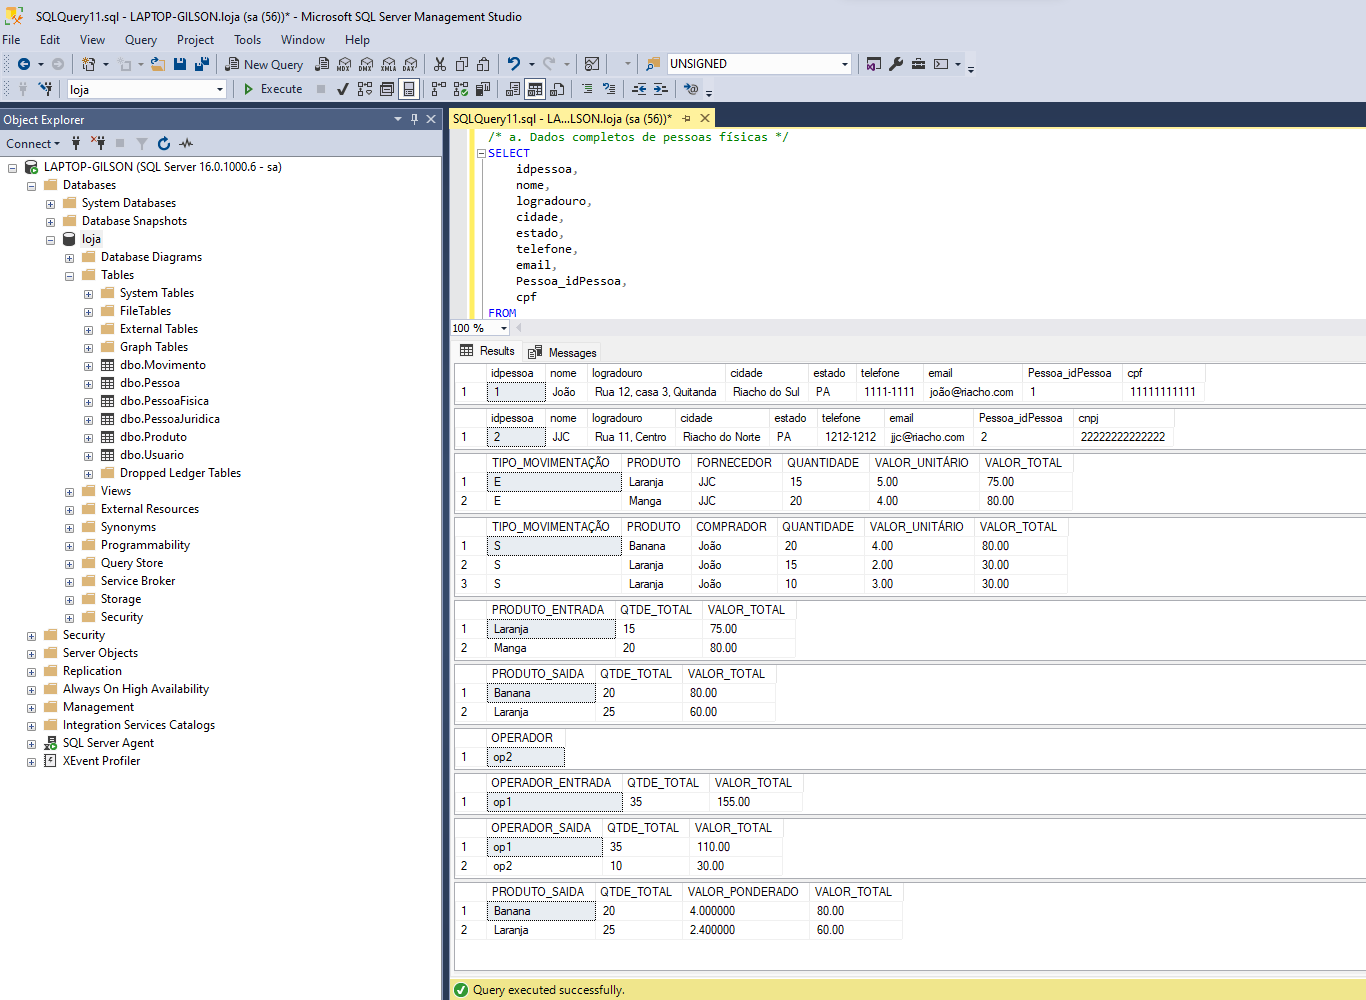 SQLQuery11.sql - LAPTOP-GILSON.loja (sa (56))* - Microsoft SQL Server Management Studio
File Edit View Query Project Tools Window Help
New Query MDX DMX XMLA DAX UNSIGNED
loja Execute
Object Explorer
Connect
LAPTOP-GILSON (SQL Server 16.0.1000.6 - sa)
Databases
System Databases
Database Snapshots
loja
Database Diagrams
Tables
System Tables
FileTables
External Tables
Graph Tables
dbo.Movimento
dbo.Pessoa
dbo.PessoaFisica
dbo.PessoaJuridica
dbo.Produto
dbo.Usuario
Dropped Ledger Tables
Views
External Resources
Synonyms
Programmability
Query Store
Service Broker
Storage
Security
Security
Server Objects
Replication
Always On High Availability
Management
Integration Services Catalogs
SQL Server Agent
XEvent Profiler
SQLQuery11.sql - LA...LSON.loja (sa (56))*
/* a. Dados completos de pessoas físicas */
SELECT
idpessoa,
nome,
logradouro,
cidade,
estado,
telefone,
email,
Pessoa_idPessoa,
cpf
FROM
100 %
Results Messages
idpessoa nome logradouro cidade estado telefone email Pessoa_idPessoa cpf
1 1 João Rua 12, casa 3, Quitanda Riacho do Sul PA 1111-1111 joão@riacho.com 1 11111111111
idpessoa nome logradouro cidade estado telefone email Pessoa_idPessoa cnpj
1 2 JJC Rua 11, Centro Riacho do Norte PA 1212-1212 jjc@riacho.com 2 22222222222222
TIPO_MOVIMENTAÇÃO PRODUTO FORNECEDOR QUANTIDADE VALOR_UNITÁRIO VALOR_TOTAL
1 E Laranja JJC 15 5.00 75.00
2 E Manga JJC 20 4.00 80.00
TIPO_MOVIMENTAÇÃO PRODUTO COMPRADOR QUANTIDADE VALOR_UNITÁRIO VALOR_TOTAL
1 S Banana João 20 4.00 80.00
2 S Laranja João 15 2.00 30.00
3 S Laranja João 10 3.00 30.00
PRODUTO_ENTRADA QTDE_TOTAL VALOR_TOTAL
1 Laranja 15 75.00
2 Manga 20 80.00
PRODUTO_SAIDA QTDE_TOTAL VALOR_TOTAL
1 Banana 20 80.00
2 Laranja 25 60.00
OPERADOR
1 op2
OPERADOR_ENTRADA QTDE_TOTAL VALOR_TOTAL
1 op1 35 155.00
OPERADOR_SAIDA QTDE_TOTAL VALOR_TOTAL
1 op1 35 110.00
2 op2 10 30.00
PRODUTO_SAIDA QTDE_TOTAL VALOR_PONDERADO VALOR_TOTAL
1 Banana 20 4.000000 80.00
2 Laranja 25 2.400000 60.00
Query executed successfully.